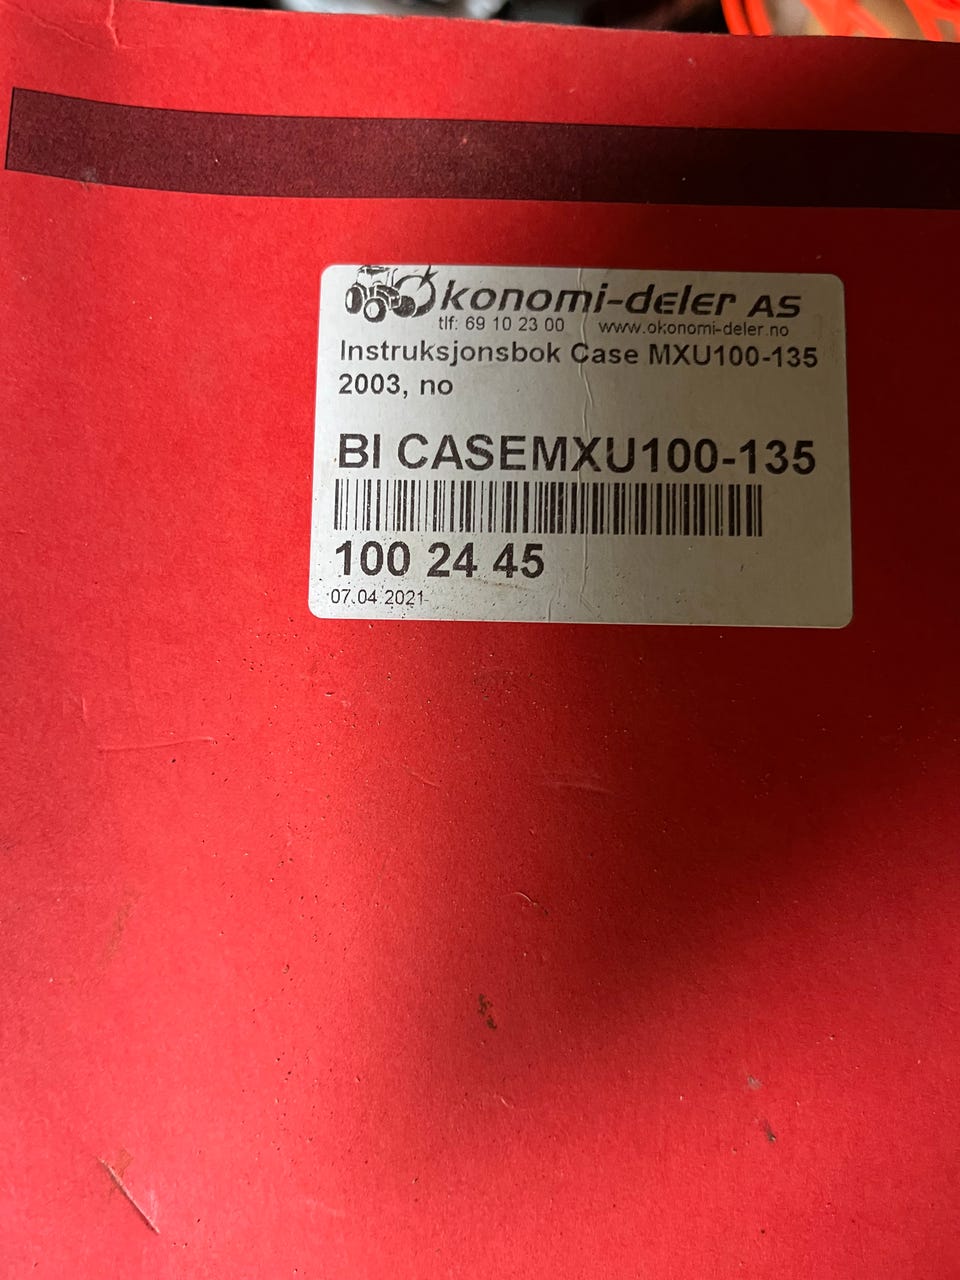 Økonomi-deler AS
tlf: 69 10 23 00 www.okonomi-deler.no
Instruksjonsbok Case MXU100-135
2003, no
BI CASEMXU100-135
100 24 45
07.04.2021